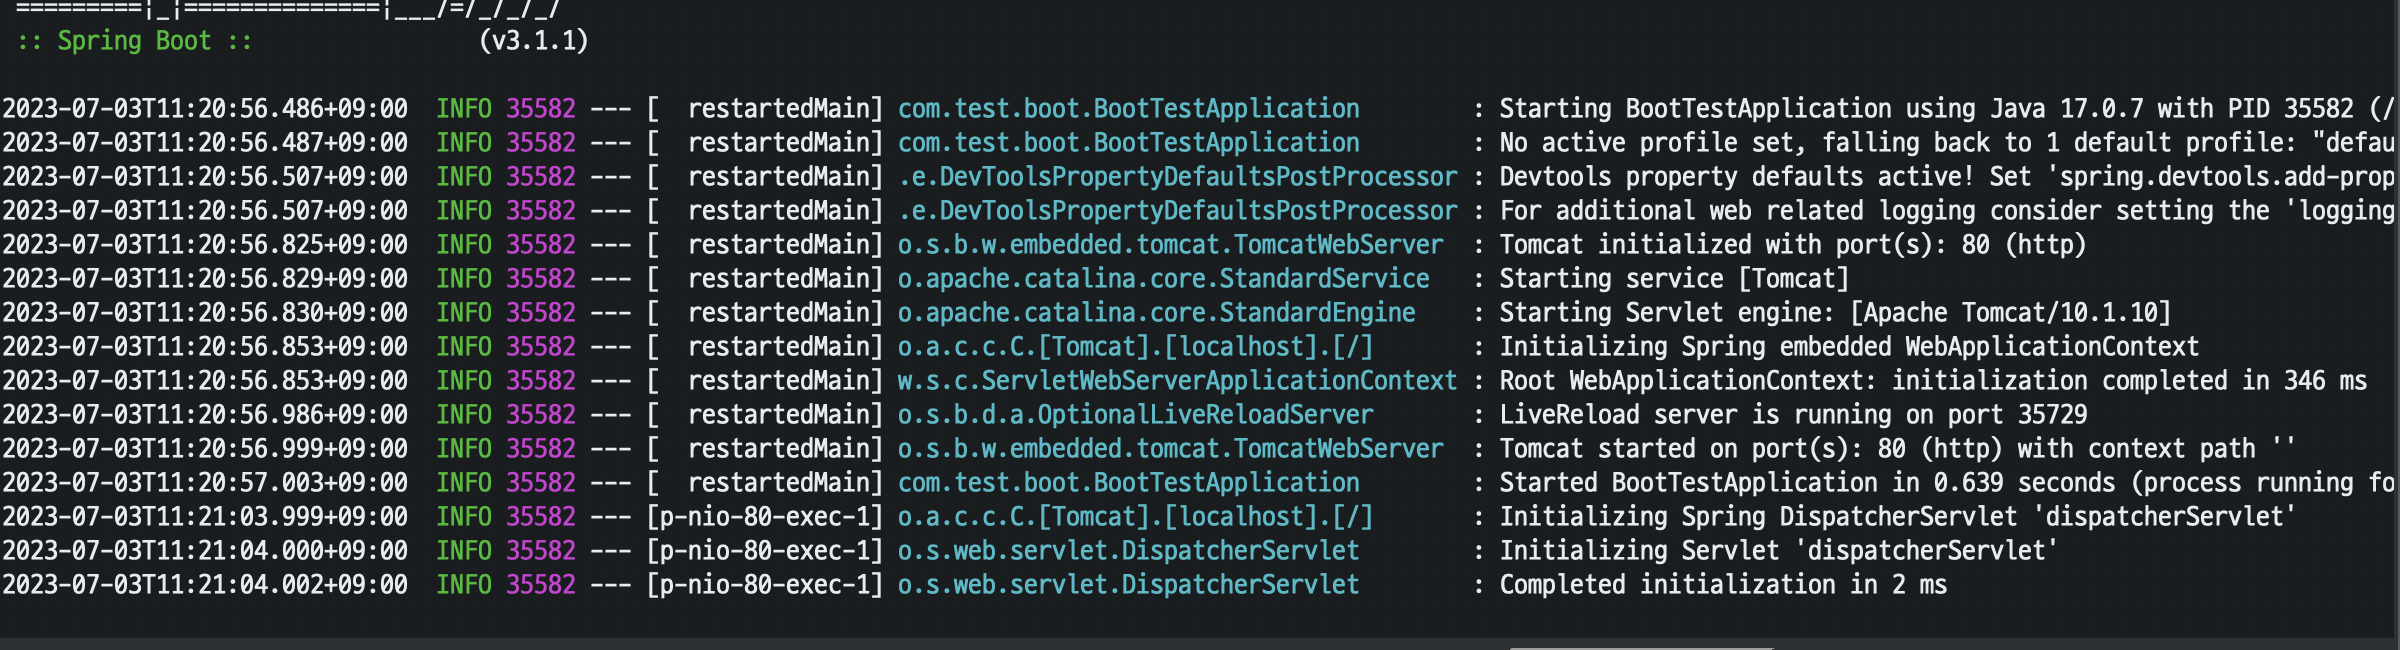 =========|_|==============|___/=/_/_/_/
:: Spring Boot ::                (v3.1.1)
2023-07-03T11:20:56.486+09:00  INFO 35582 --- [  restartedMain] com.test.boot.BootTestApplication        : Starting BootTestApplication using Java 17.0.7 with PID 35582 (/
2023-07-03T11:20:56.487+09:00  INFO 35582 --- [  restartedMain] com.test.boot.BootTestApplication        : No active profile set, falling back to 1 default profile: "defau
2023-07-03T11:20:56.507+09:00  INFO 35582 --- [  restartedMain] .e.DevToolsPropertyDefaultsPostProcessor : Devtools property defaults active! Set 'spring.devtools.add-prop
2023-07-03T11:20:56.507+09:00  INFO 35582 --- [  restartedMain] .e.DevToolsPropertyDefaultsPostProcessor : For additional web related logging consider setting the 'logging
2023-07-03T11:20:56.825+09:00  INFO 35582 --- [  restartedMain] o.s.b.w.embedded.tomcat.TomcatWebServer  : Tomcat initialized with port(s): 80 (http)
2023-07-03T11:20:56.829+09:00  INFO 35582 --- [  restartedMain] o.apache.catalina.core.StandardService   : Starting service [Tomcat]
2023-07-03T11:20:56.830+09:00  INFO 35582 --- [  restartedMain] o.apache.catalina.core.StandardEngine    : Starting Servlet engine: [Apache Tomcat/10.1.10]
2023-07-03T11:20:56.853+09:00  INFO 35582 --- [  restartedMain] o.a.c.c.C.[Tomcat].[localhost].[/]       : Initializing Spring embedded WebApplicationContext
2023-07-03T11:20:56.853+09:00  INFO 35582 --- [  restartedMain] w.s.c.ServletWebServerApplicationContext : Root WebApplicationContext: initialization completed in 346 ms
2023-07-03T11:20:56.986+09:00  INFO 35582 --- [  restartedMain] o.s.b.d.a.OptionalLiveReloadServer       : LiveReload server is running on port 35729
2023-07-03T11:20:56.999+09:00  INFO 35582 --- [  restartedMain] o.s.b.w.embedded.tomcat.TomcatWebServer  : Tomcat started on port(s): 80 (http) with context path ''
2023-07-03T11:20:57.003+09:00  INFO 35582 --- [  restartedMain] com.test.boot.BootTestApplication        : Started BootTestApplication in 0.639 seconds (process running fo
2023-07-03T11:21:03.999+09:00  INFO 35582 --- [p-nio-80-exec-1] o.a.c.c.C.[Tomcat].[localhost].[/]       : Initializing Spring DispatcherServlet 'dispatcherServlet'
2023-07-03T11:21:04.000+09:00  INFO 35582 --- [p-nio-80-exec-1] o.s.web.servlet.DispatcherServlet        : Initializing Servlet 'dispatcherServlet'
2023-07-03T11:21:04.002+09:00  INFO 35582 --- [p-nio-80-exec-1] o.s.web.servlet.DispatcherServlet        : Completed initialization in 2 ms